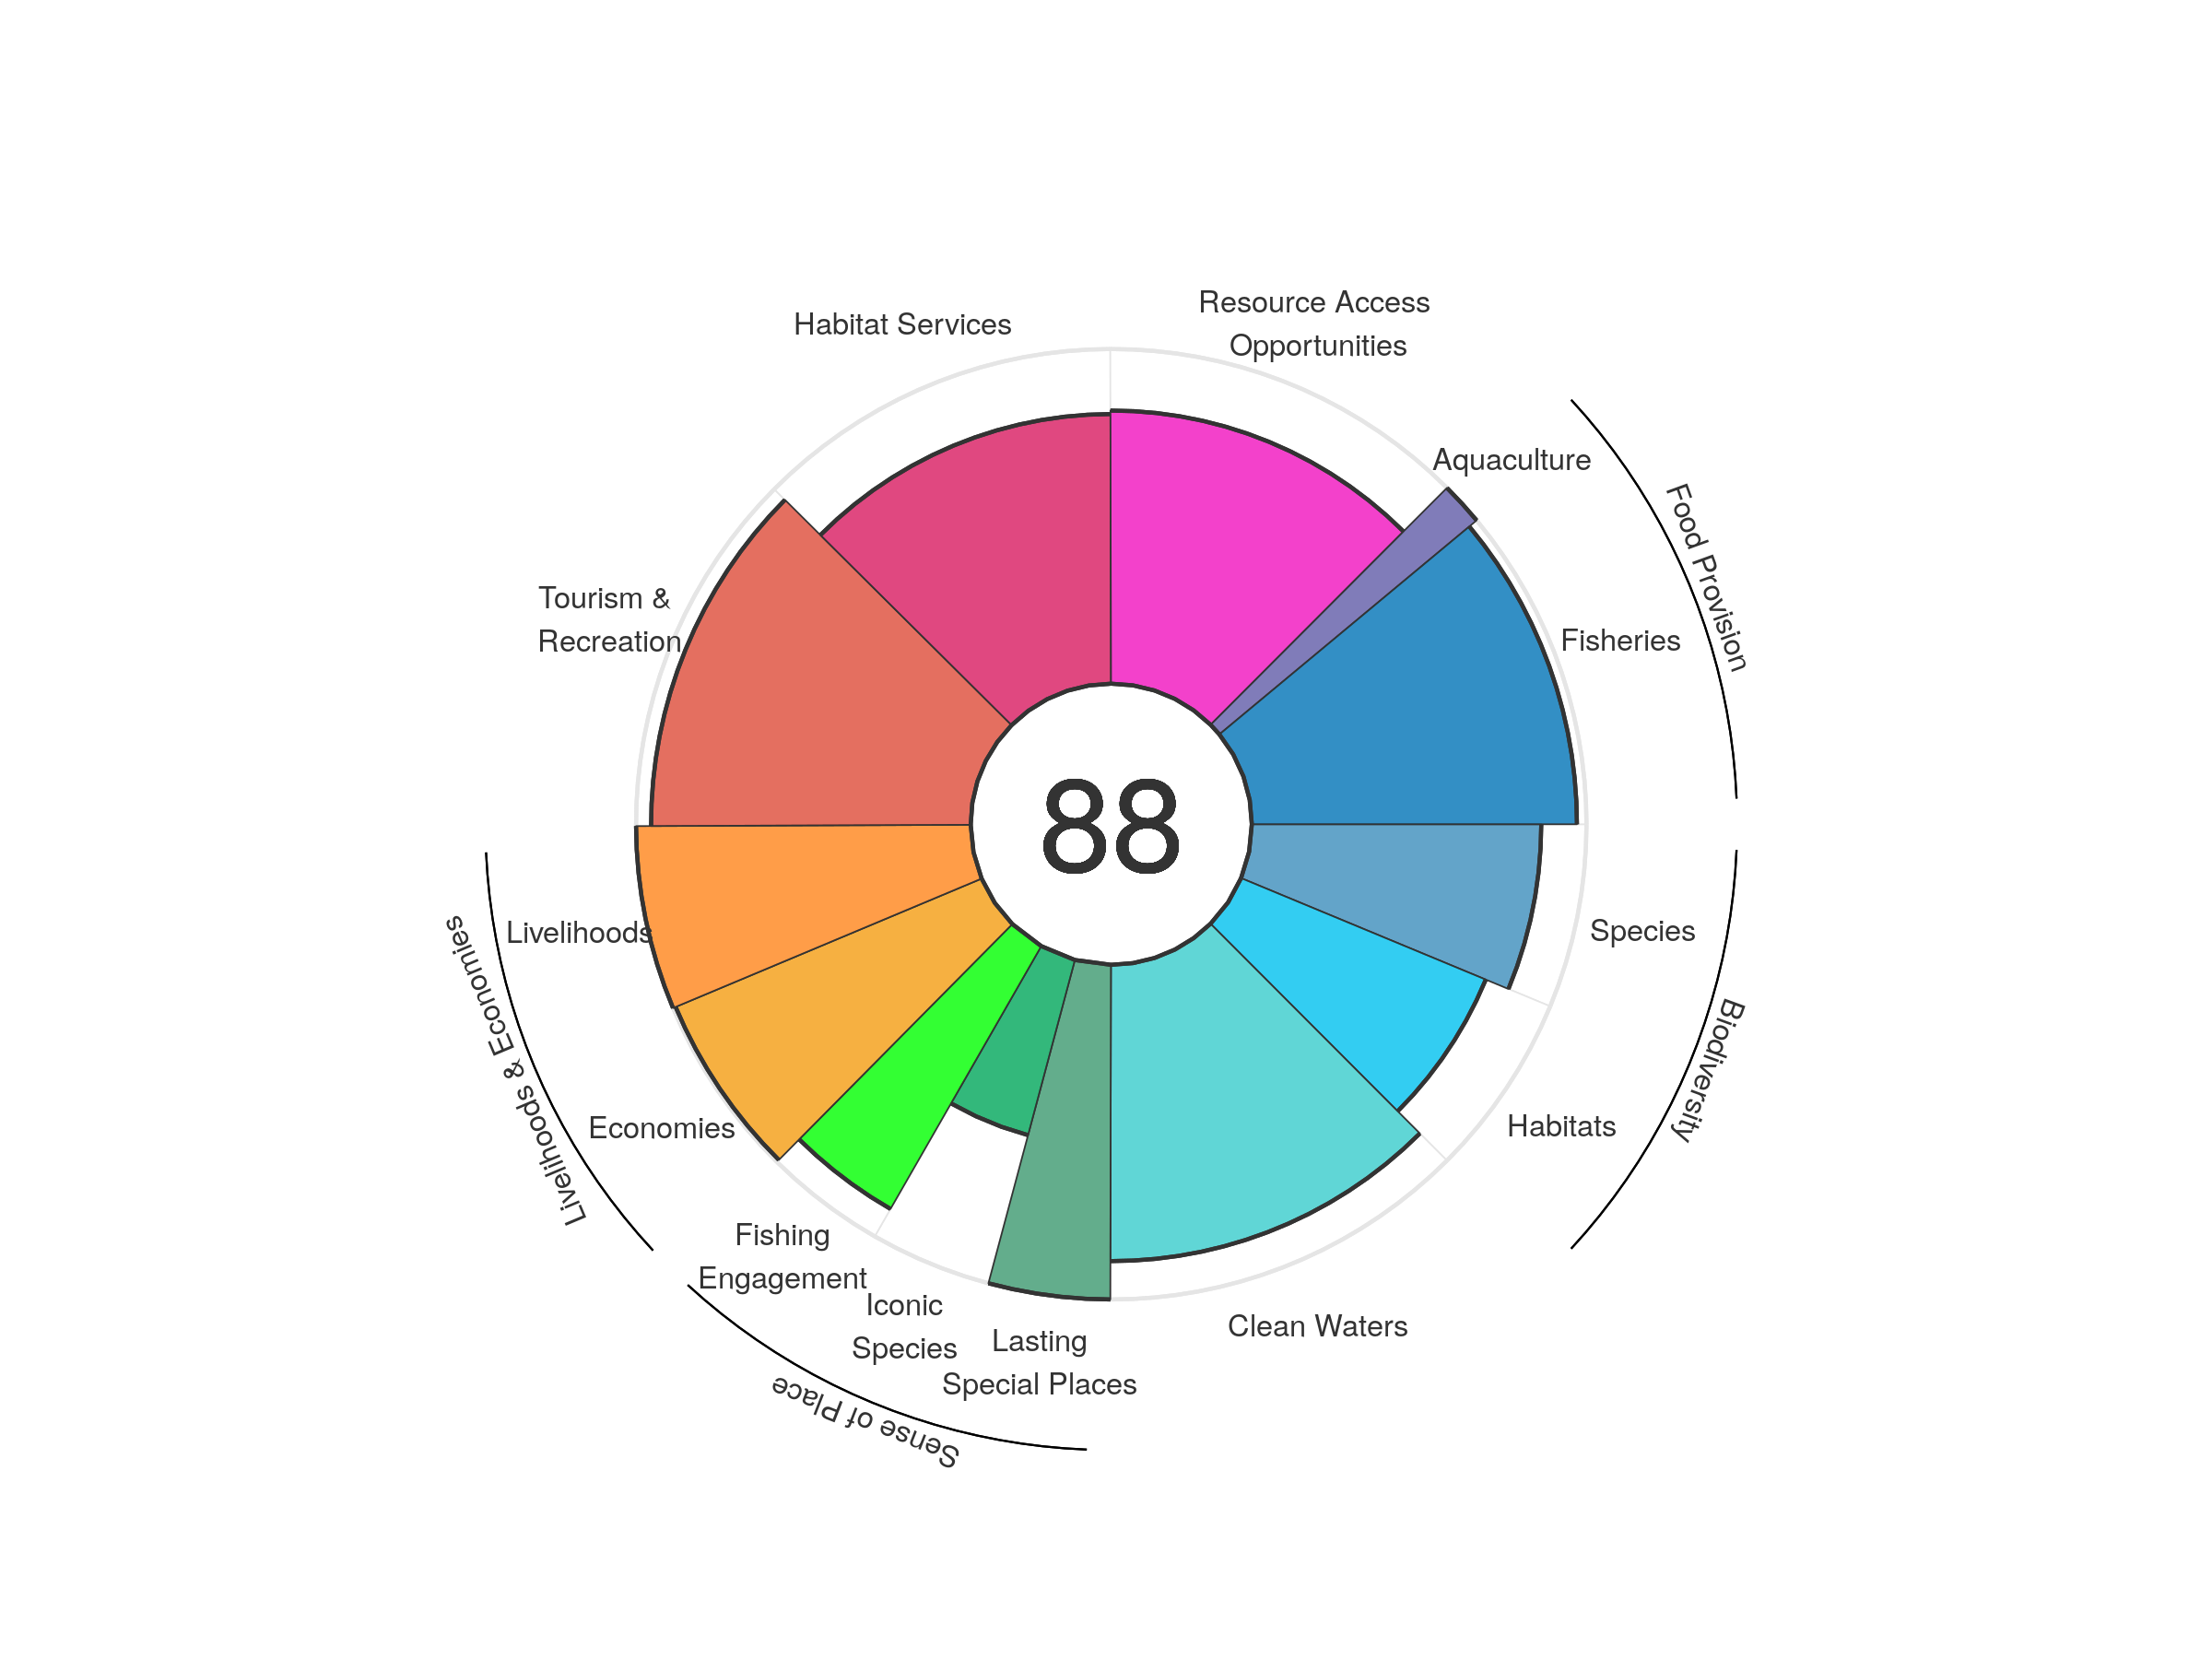 Resource Access
Opportunities
Habitat Services
Aquaculture
Food Provision
Tourism &
Recreation
Fisheries
88
Livelihoods
Species
Livelihoods & Economies
Biodiversity
Economies
Habitats
Fishing
Engagement
Iconic
Species
Lasting
Special Places
Clean Waters
Sense of Place